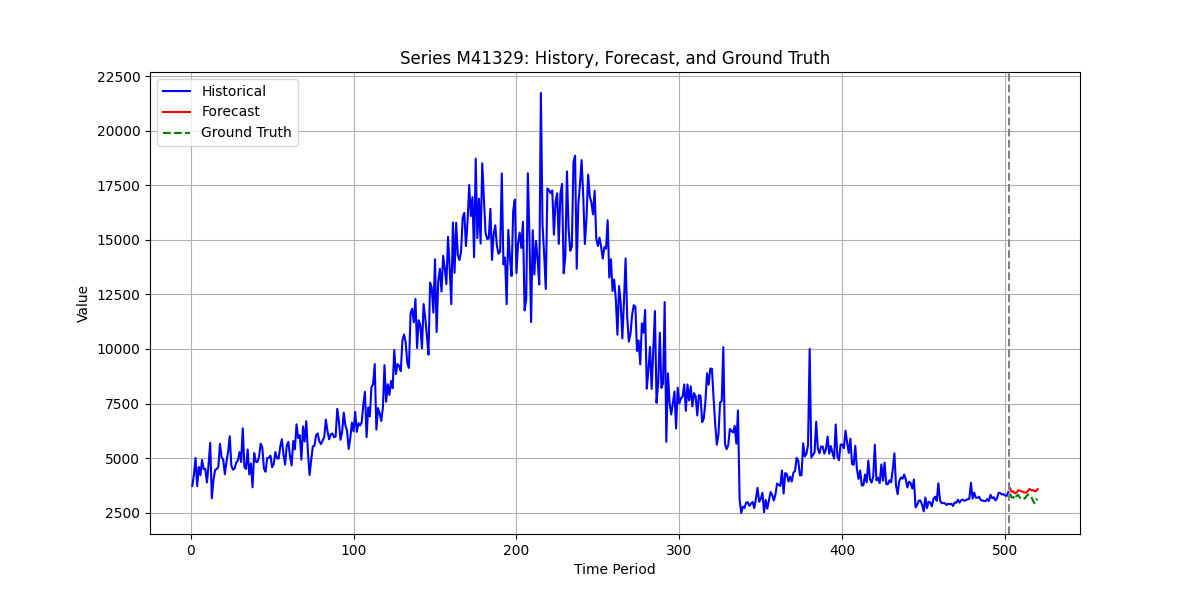 Series M41329: History, Forecast, and Ground Truth
22500
20000
17500
15000
12500
10000
7500
5000
2500
Value
Historical
Forecast
Ground Truth
0
100
200
300
400
500
Time Period